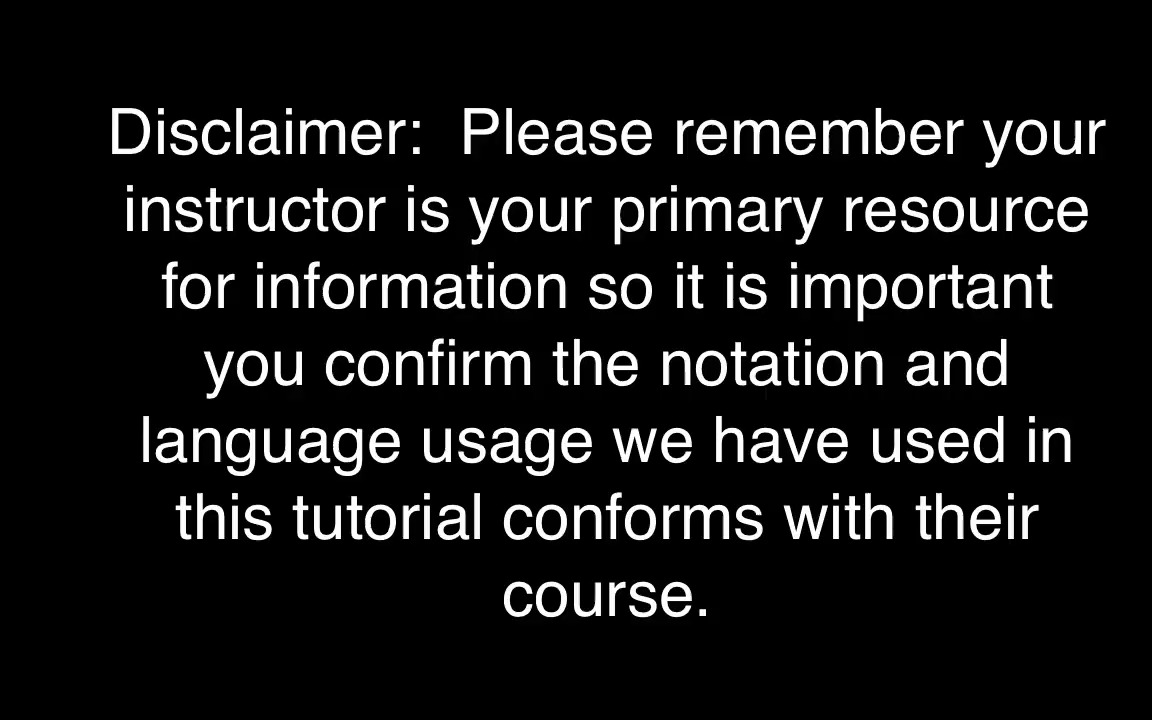 Disclaimer:  Please remember your
instructor is your primary resource
for information so it is important
you confirm the notation and
language usage we have used in
this tutorial conforms with their
course.